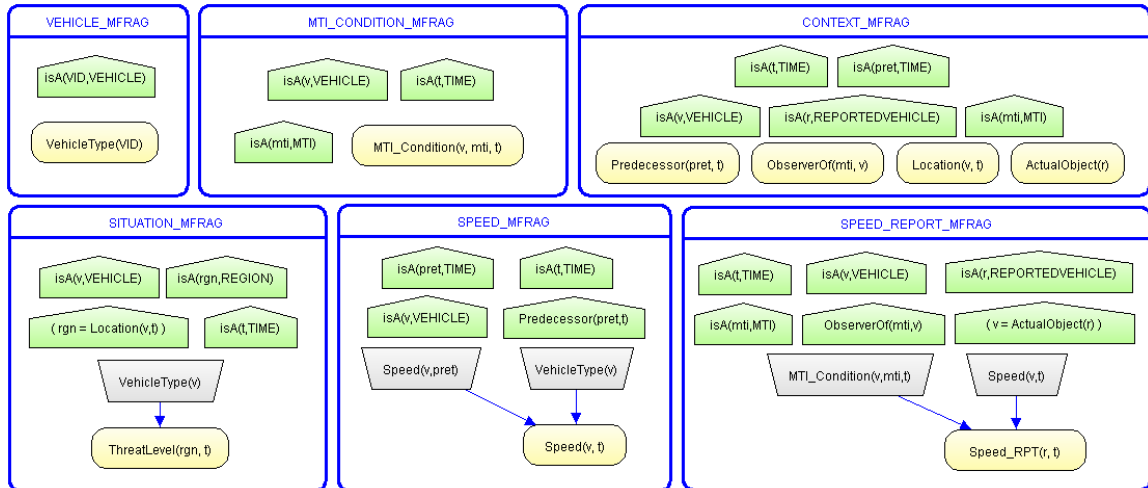 VEHICLE_MFRAG
isA(VID,VEHICLE)
VehicleType(VID)
MTI_CONDITION_MFRAG
isA(v,VEHICLE)
isA(t,TIME)
isA(mti,MTI)
MTI_Condition(v, mti, t)
CONTEXT_MFRAG
isA(t,TIME)
isA(pret,TIME)
isA(v,VEHICLE)
isA(r,REPORTEDVEHICLE)
isA(mti,MTI)
Predecessor(pret, t)
ObserverOf(mti, v)
Location(v, t)
ActualObject(r)
SITUATION_MFRAG
isA(v,VEHICLE)
isA(rgn,REGION)
( rgn = Location(v,t) )
isA(t,TIME)
VehicleType(v)
ThreatLevel(rgn, t)
SPEED_MFRAG
isA(pret,TIME)
isA(t,TIME)
isA(v,VEHICLE)
Predecessor(pret,t)
Speed(v,pret)
VehicleType(v)
Speed(v, t)
SPEED_REPORT_MFRAG
isA(t,TIME)
isA(v,VEHICLE)
isA(r,REPORTEDVEHICLE)
isA(mti,MTI)
ObserverOf(mti,v)
( v = ActualObject(r) )
MTI_Condition(v,mti,t)
Speed(v,t)
Speed_RPT(r, t)